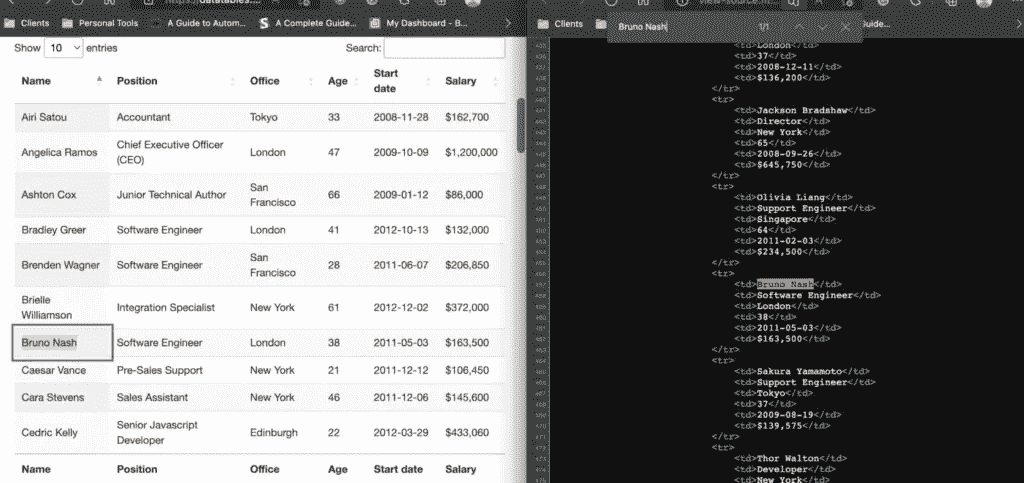 https://datatables....
Clients Personal Tools A Guide to Autom... A Complete Guide... My Dashboard - B...
Show 10 entries Search:
Name Position Office Age Start date Salary
Airi Satou Accountant Tokyo 33 2008-11-28 $162,700
Angelica Ramos Chief Executive Officer (CEO) London 47 2009-10-09 $1,200,000
Ashton Cox Junior Technical Author San Francisco 66 2009-01-12 $86,000
Bradley Greer Software Engineer London 41 2012-10-13 $132,000
Brenden Wagner Software Engineer San Francisco 28 2011-06-07 $206,850
Brielle Williamson Integration Specialist New York 61 2012-12-02 $372,000
Bruno Nash Software Engineer London 38 2011-05-03 $163,500
Caesar Vance Pre-Sales Support New York 21 2011-12-12 $106,450
Cara Stevens Sales Assistant New York 46 2011-12-06 $145,600
Cedric Kelly Senior Javascript Developer Edinburgh 22 2012-03-29 $433,060
Name Position Office Age Start date Salary
Clients Personal Tools Guide...
Bruno Nash 1/1
<td>London</td>
<td>37</td>
<td>2008-12-11</td>
<td>$136,200</td>
</tr>
<tr>
<td>Jackson Bradshaw</td>
<td>Director</td>
<td>New York</td>
<td>65</td>
<td>2008-09-26</td>
<td>$645,750</td>
</tr>
<tr>
<td>Olivia Liang</td>
<td>Support Engineer</td>
<td>Singapore</td>
<td>64</td>
<td>2011-02-03</td>
<td>$234,500</td>
</tr>
<tr>
<td>Bruno Nash</td>
<td>Software Engineer</td>
<td>London</td>
<td>38</td>
<td>2011-05-03</td>
<td>$163,500</td>
</tr>
<tr>
<td>Sakura Yamamoto</td>
<td>Support Engineer</td>
<td>Tokyo</td>
<td>37</td>
<td>2009-08-19</td>
<td>$139,575</td>
</tr>
<tr>
<td>Thor Walton</td>
<td>Developer</td>
<td>New York</td>